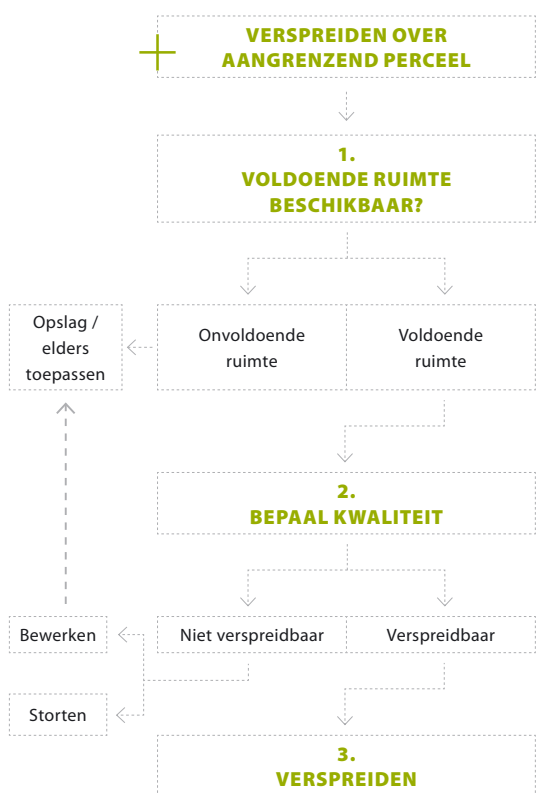 VERSPREIDEN OVER
AANGRENZEND PERCEEL
1.
VOLDOENDE RUIMTE
BESCHIKBAAR?
Opslag /
elders
toepassen
Onvoldoende
ruimte
Voldoende
ruimte
2.
BEPAAL KWALITEIT
Bewerken
Niet verspreidbaar
Verspreidbaar
Storten
3.
VERSPREIDEN